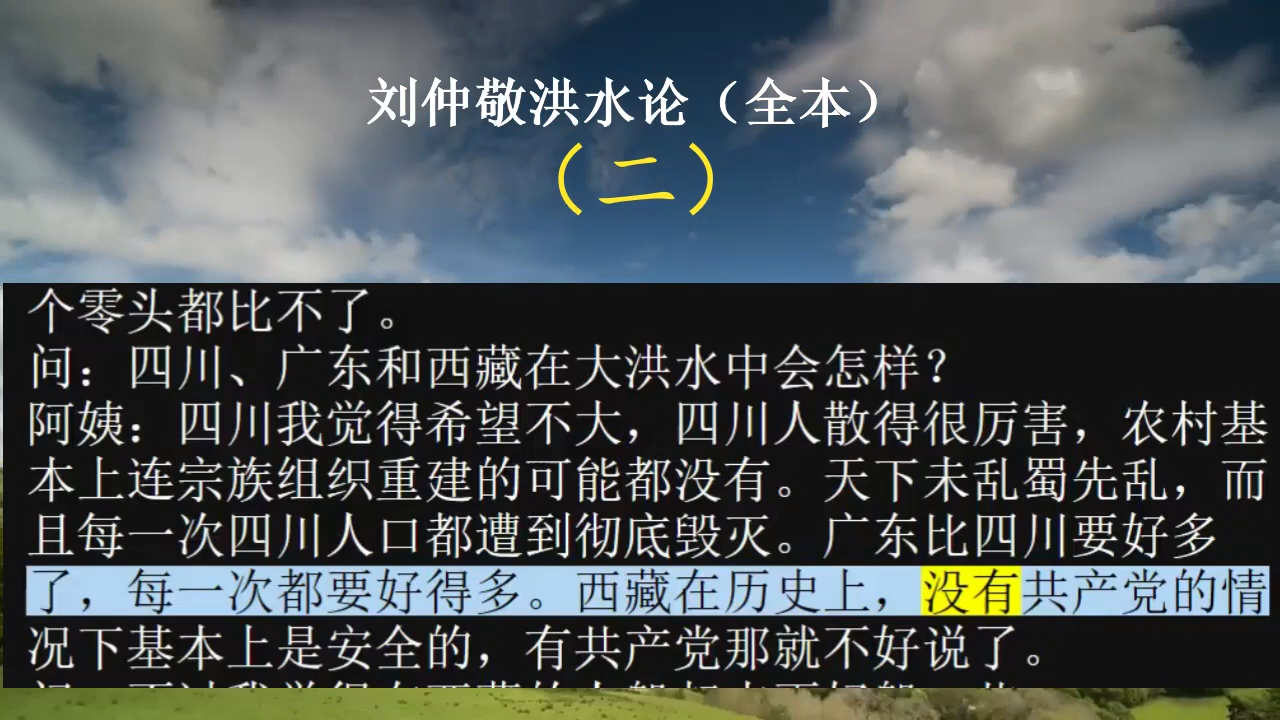 刘仲敬洪水论（全本）
（二）
个零头都比不了。
问：四川、广东和西藏在大洪水中会怎样？
阿姨：四川我觉得希望不大，四川人散得很厉害，农村基
本上连宗族组织重建的可能都没有。天下未乱蜀先乱，而
且每一次四川人口都遭到彻底毁灭。广东比四川要好多
了，每一次都要好得多。西藏在历史上，没有共产党的情
况下基本上是安全的，有共产党那就不好说了。